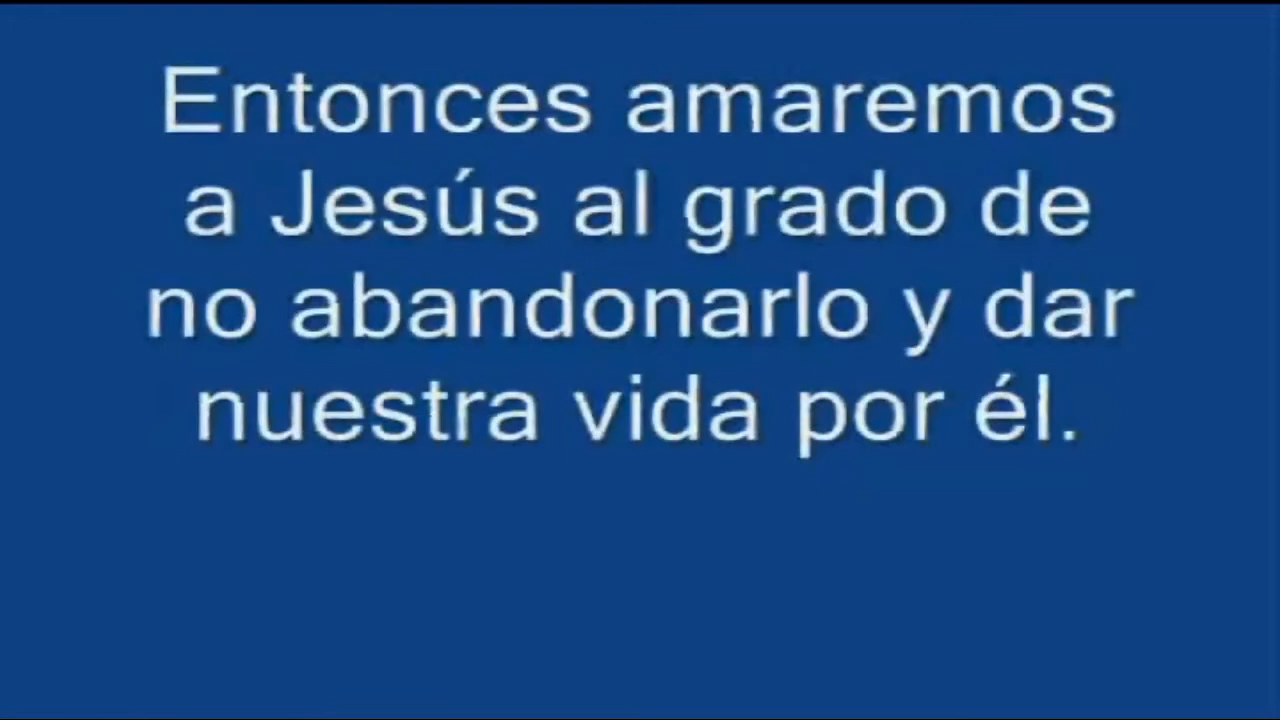 Entonces amaremos
a Jesús al grado de
no abandonarlo y dar
nuestra vida por él.